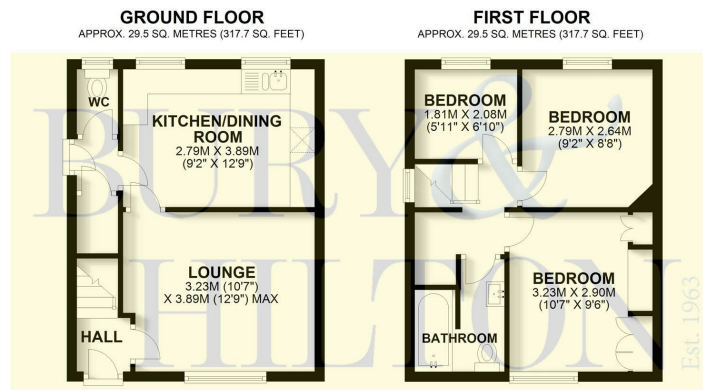 GROUND FLOOR
APPROX. 29.5 SQ. METRES (317.7 SQ. FEET)
WC
KITCHEN/DINING
ROOM
2.79M X 3.89M
(9'2" X 12'9")
LOUNGE
3.23M (10'7")
X 3.89M (12'9") MAX
HALL
FIRST FLOOR
APPROX. 29.5 SQ. METRES (317.7 SQ. FEET)
BEDROOM
1.81M X 2.08M
(5'11" X 6'10")
BEDROOM
2.79M X 2.64M
(9'2" X 8'8")
BEDROOM
3.23M X 2.90M
(10'7" X 9'6")
BATHROOM
BURY &
HILTON
Est. 1963